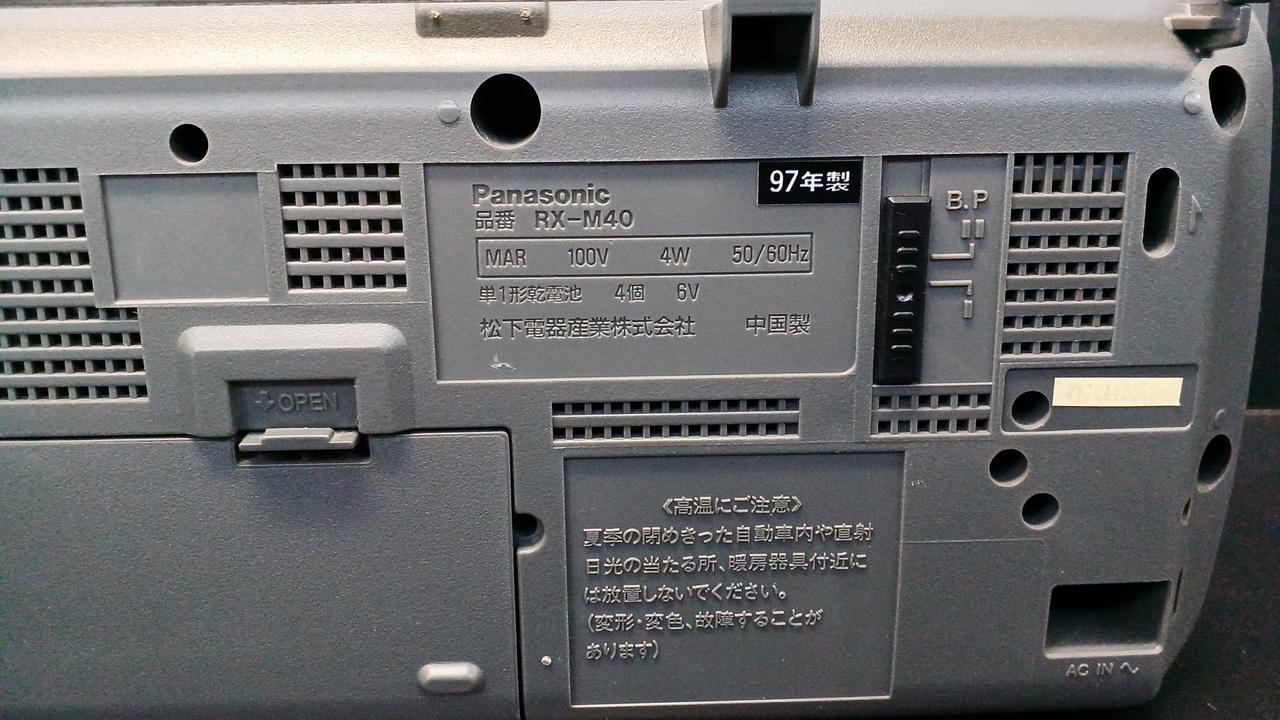 97年製
Panasonic
品番 RX-M40
MAR 100V 4W 50/60Hz
単1形乾電池 4個 6V
松下電器産業株式会社 中国製
B.P
OPEN
《高温にご注意》
夏季の閉めきった自動車内や直射
日光の当たる所、暖房器具付近に
は放置しないでください。
(変形・変色、故障することが
あります)
AC IN